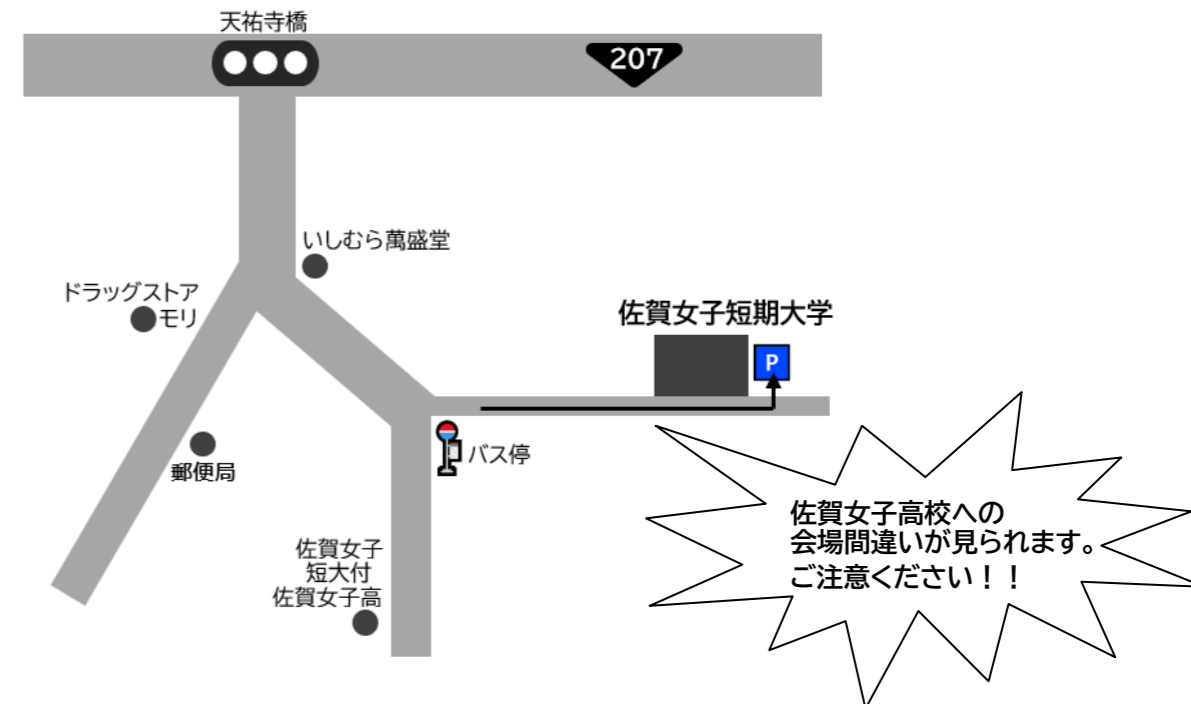 天祐寺橋
207
いしむら萬盛堂
ドラッグストア
モリ
佐賀女子短期大学
P
バス停
郵便局
佐賀女子高校への
会場間違いが見られます。
ご注意ください！！
佐賀女子
短大付
佐賀女子高